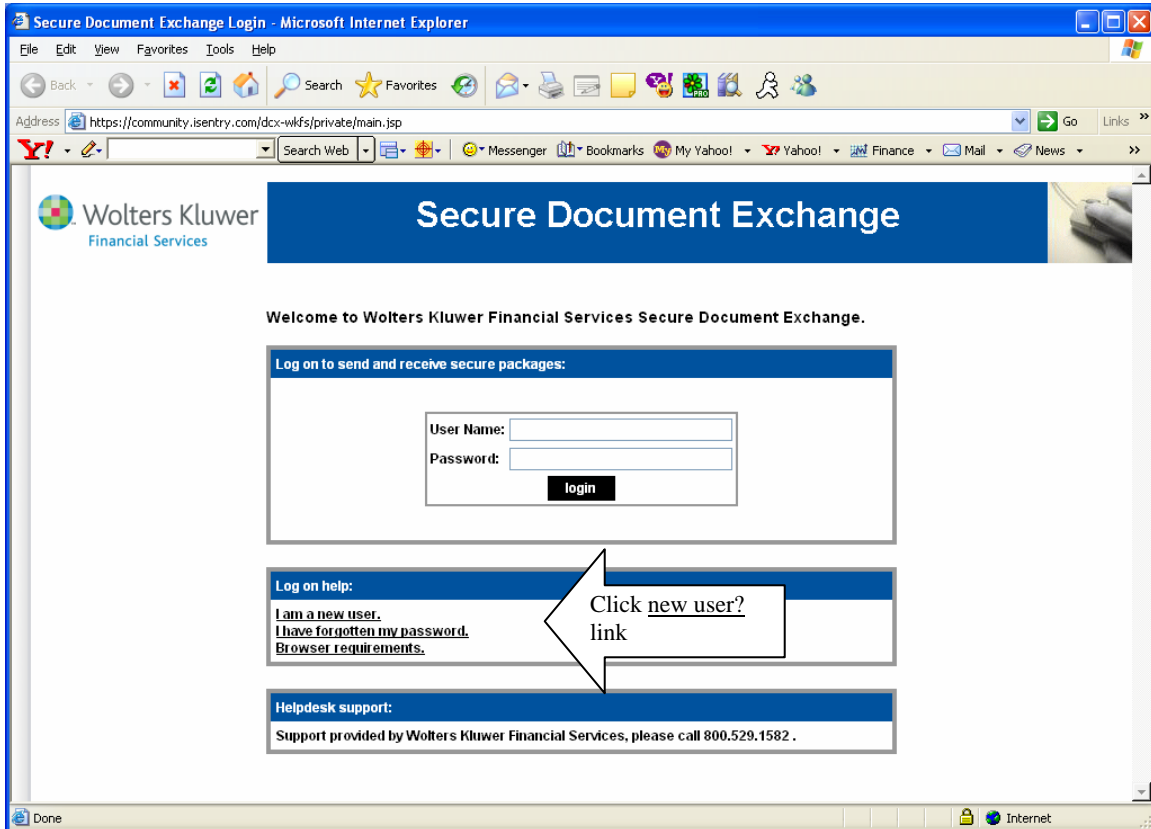 Secure Document Exchange Login - Microsoft Internet Explorer
File Edit View Favorites Tools Help
Back Search Favorites PRO
Address https://community.isentry.com/dcx-wkfs/private/main.jsp Go Links »
Y! Search Web Messenger Bookmarks My Yahoo! Yahoo! Finance Mail News »
Wolters Kluwer
Financial Services
Secure Document Exchange
Welcome to Wolters Kluwer Financial Services Secure Document Exchange.
Log on to send and receive secure packages:
User Name:
Password:
login
Log on help:
I am a new user.
I have forgotten my password.
Browser requirements.
Click new user?
link
Helpdesk support:
Support provided by Wolters Kluwer Financial Services, please call 800.529.1582 .
Done Internet